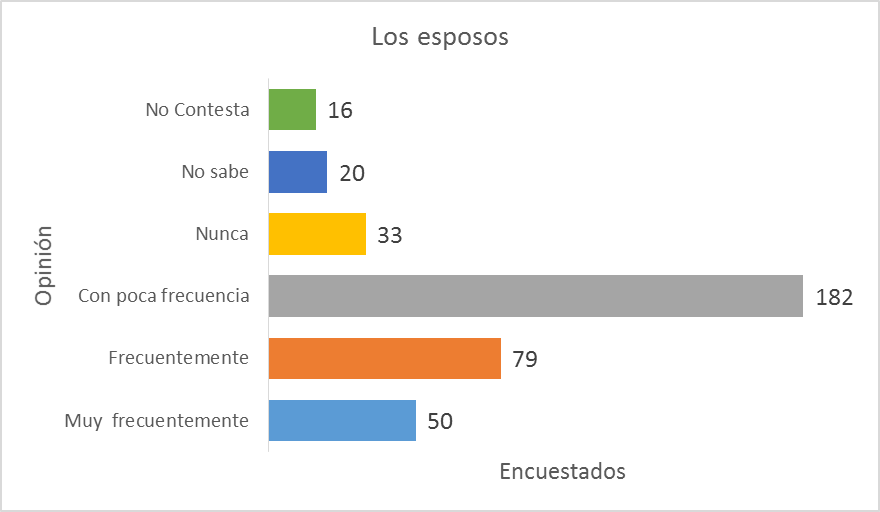 Los esposos
No Contesta 16
No sabe 20
Nunca 33
Con poca frecuencia 182
Frecuentemente 79
Muy frecuentemente 50
Opinión
Encuestados